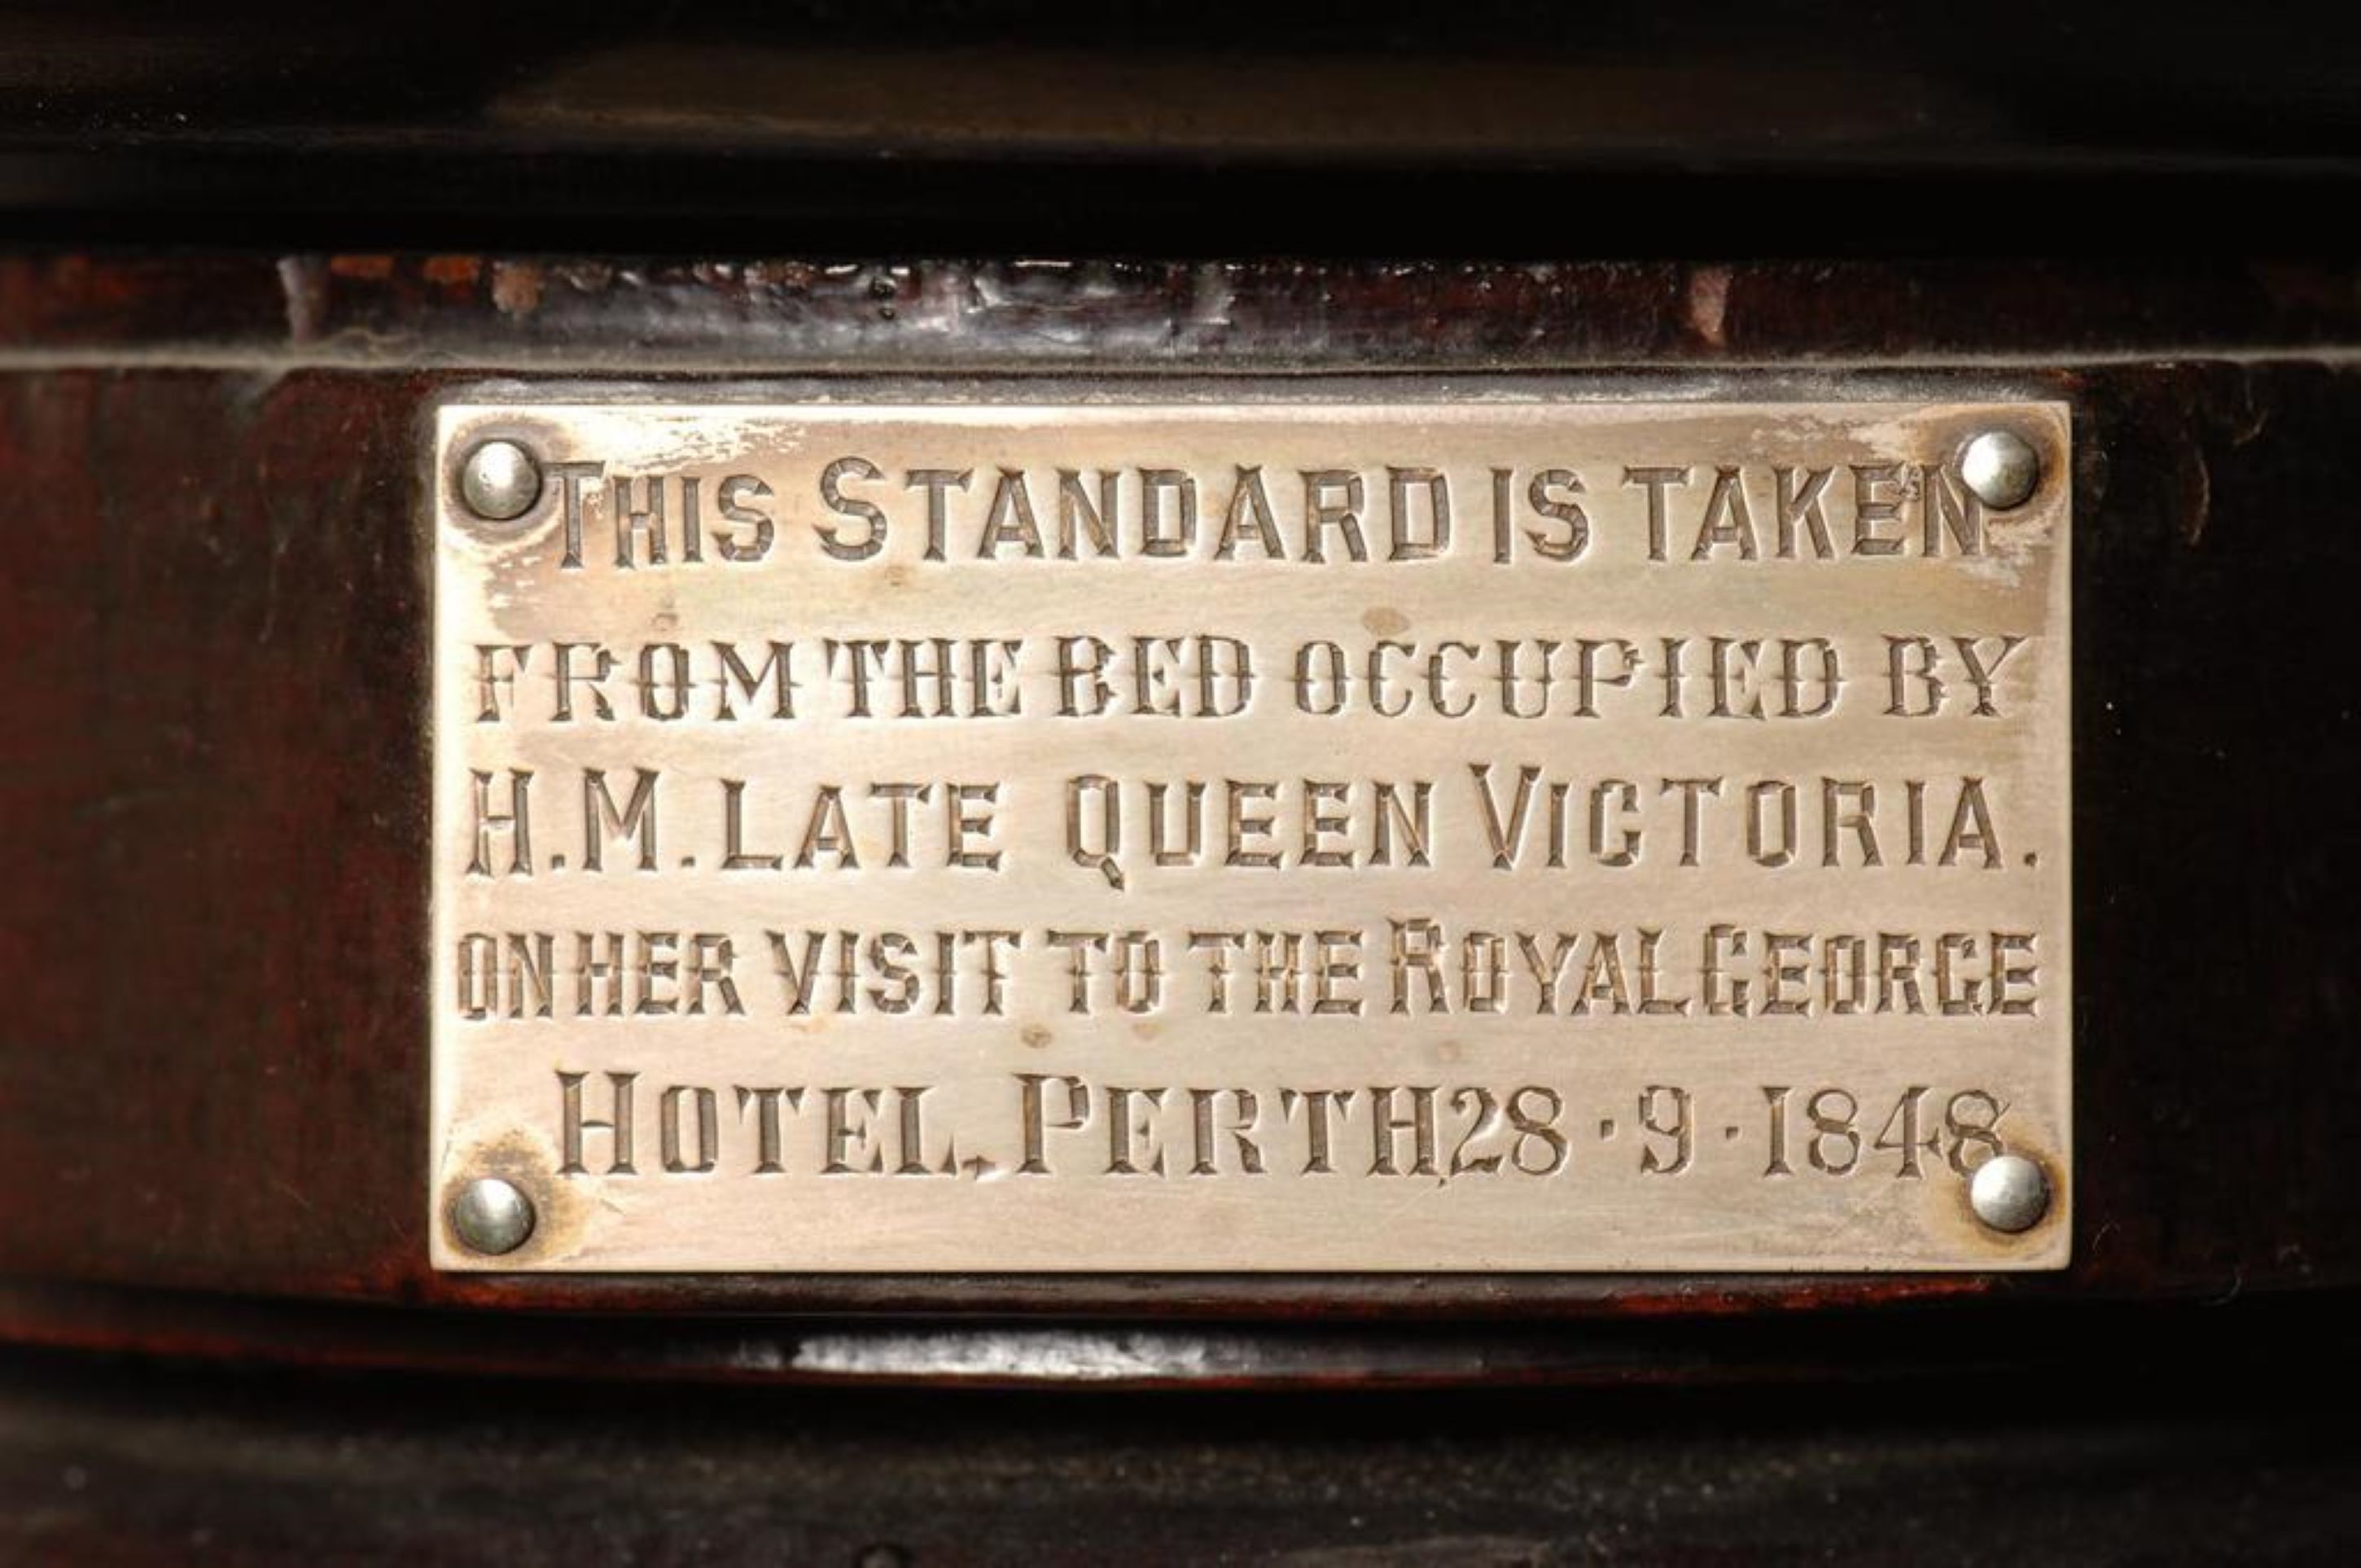 THIS STANDARD IS TAKEN
FROM THE BED OCCUPIED BY
H.M. LATE QUEEN VICTORIA.
ON HER VISIT TO THE ROYAL GEORGE
HOTEL, PERTH 28·9·1848